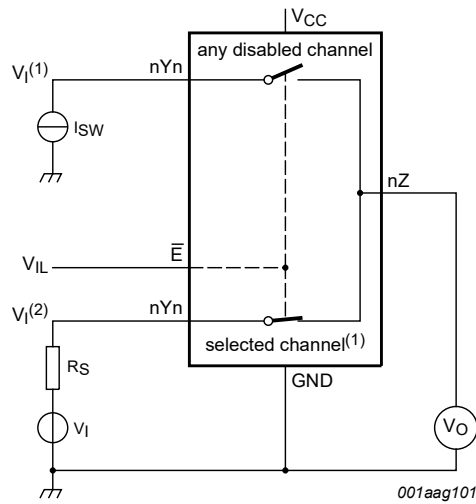 VCC
any disabled channel
VI(1)
nYn
ISW
nZ
E
VIL
VI(2)
nYn
selected channel(1)
RS
GND
VI
VO
001aag101